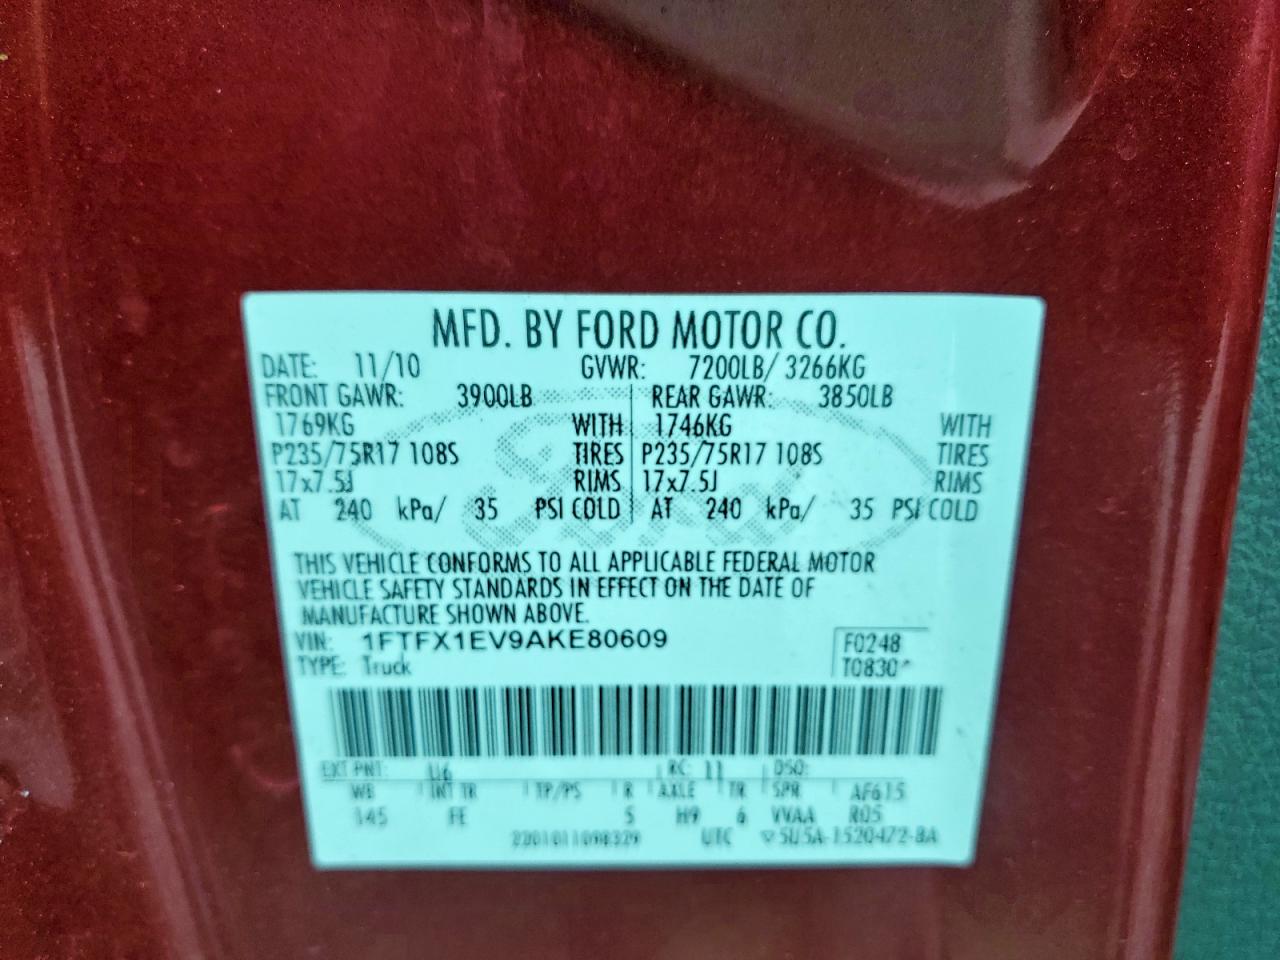 MFD. BY FORD MOTOR CO.
DATE: 11/10 GVWR: 7200LB/ 3266KG
FRONT GAWR: 3900LB REAR GAWR: 3850LB
1769KG WITH 1746KG WITH
P235/75R17 108S TIRES P235/75R17 108S TIRES
17x7.5J RIMS 17x7.5J RIMS
AT 240 kPa/ 35 PSI COLD AT 240 kPa/ 35 PSI COLD
THIS VEHICLE CONFORMS TO ALL APPLICABLE FEDERAL MOTOR
VEHICLE SAFETY STANDARDS IN EFFECT ON THE DATE OF
MANUFACTURE SHOWN ABOVE.
VIN: 1FTFX1EV9AKE80609 F0248
TYPE: Truck T0830*
EXT PNT: U6 RC: 11 DSO:
WB INT TR TP/PS R AXLE TR SPR AF615
145 FE 5 H9 6 VVAA R05
2201011098329 UTC ▽5U5A-1520472-BA